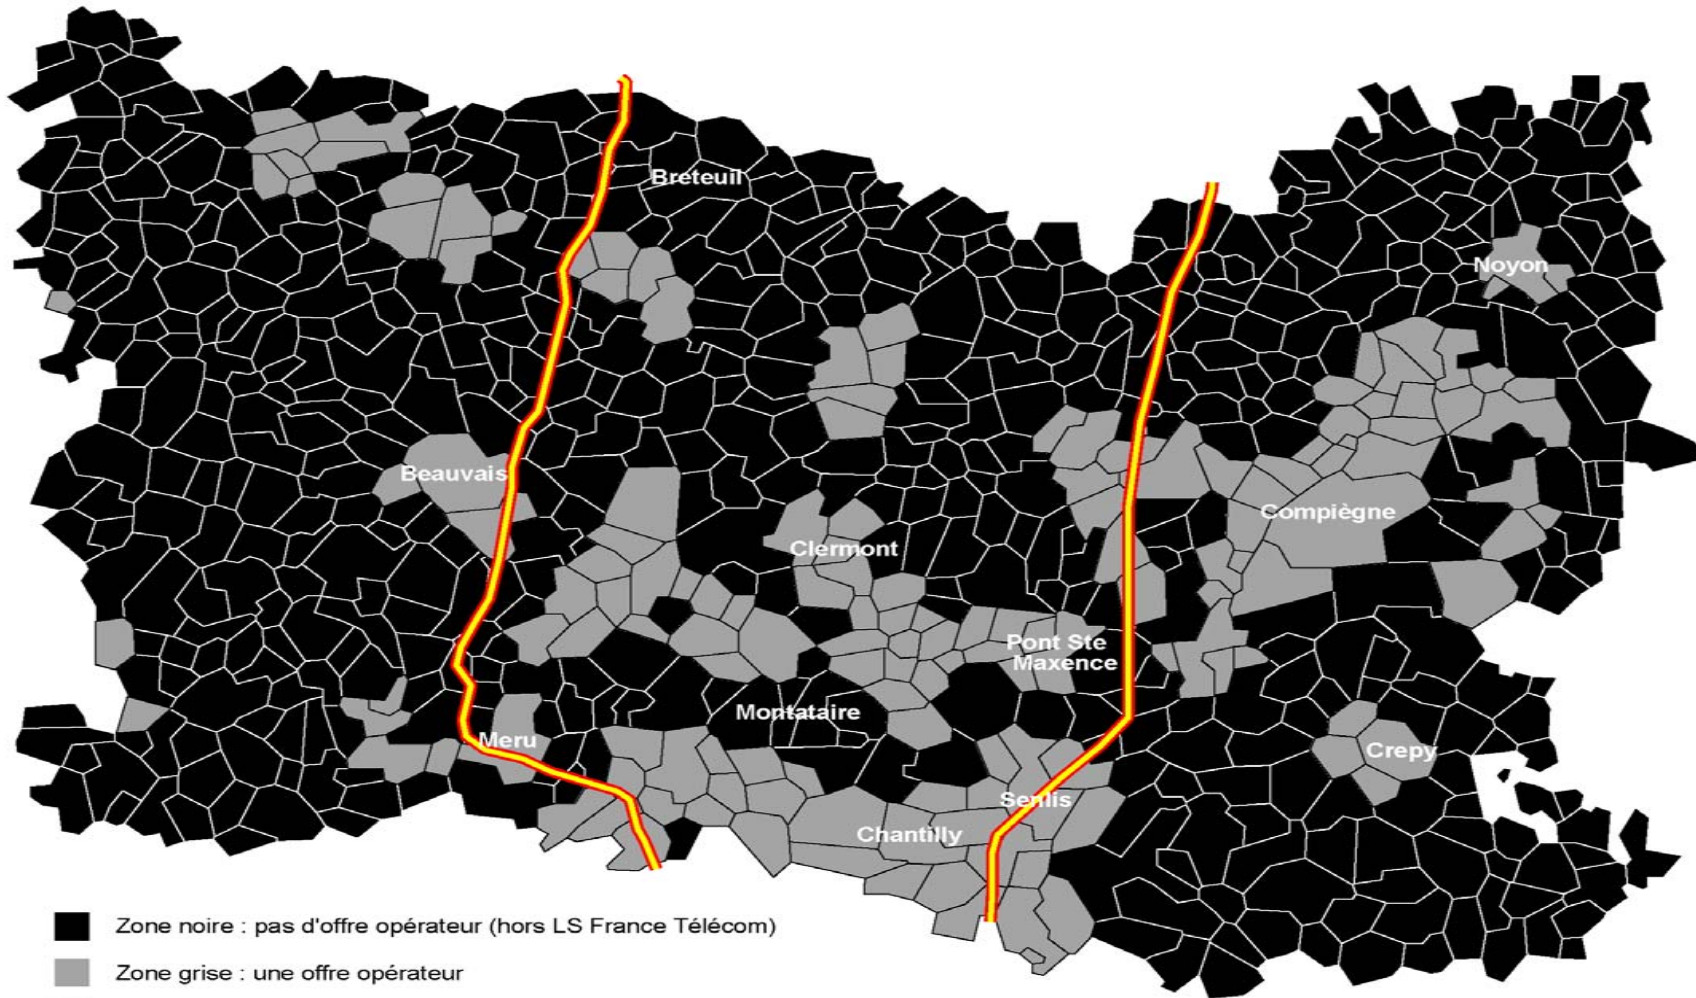 Breteuil
Noyon
Beauvais
Compiègne
Clermont
Pont Ste
Maxence
Montataire
Meru
Crepy
Senlis
Chantilly
Zone noire : pas d'offre opérateur (hors LS France Télécom)
Zone grise : une offre opérateur